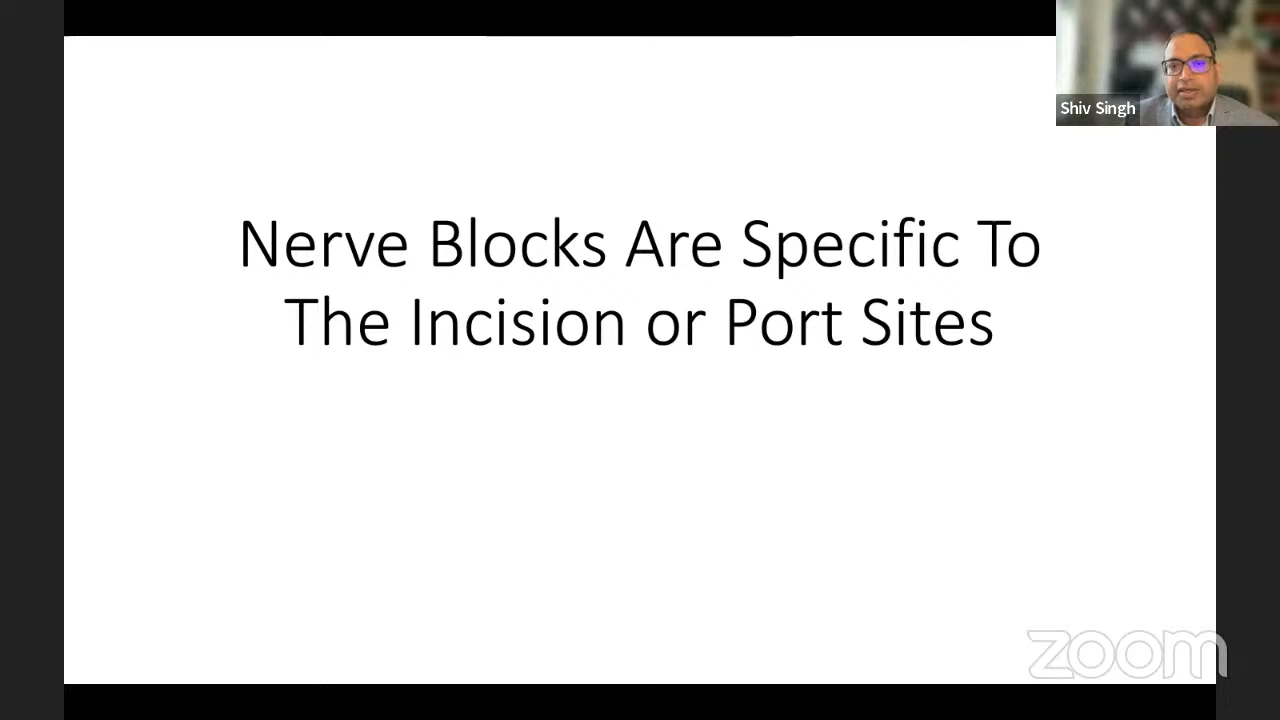 Shiv Singh
Nerve Blocks Are Specific To
The Incision or Port Sites
zoom